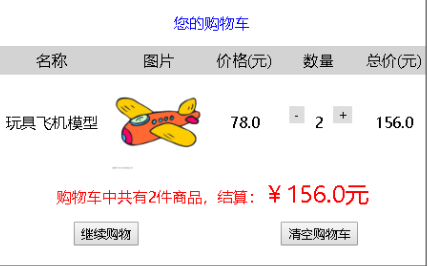 您的购物车
名称 图片 价格(元) 数量 总价(元)
玩具飞机模型 78.0 - 2 + 156.0
购物车中共有2件商品，结算：￥156.0元
继续购物 清空购物车